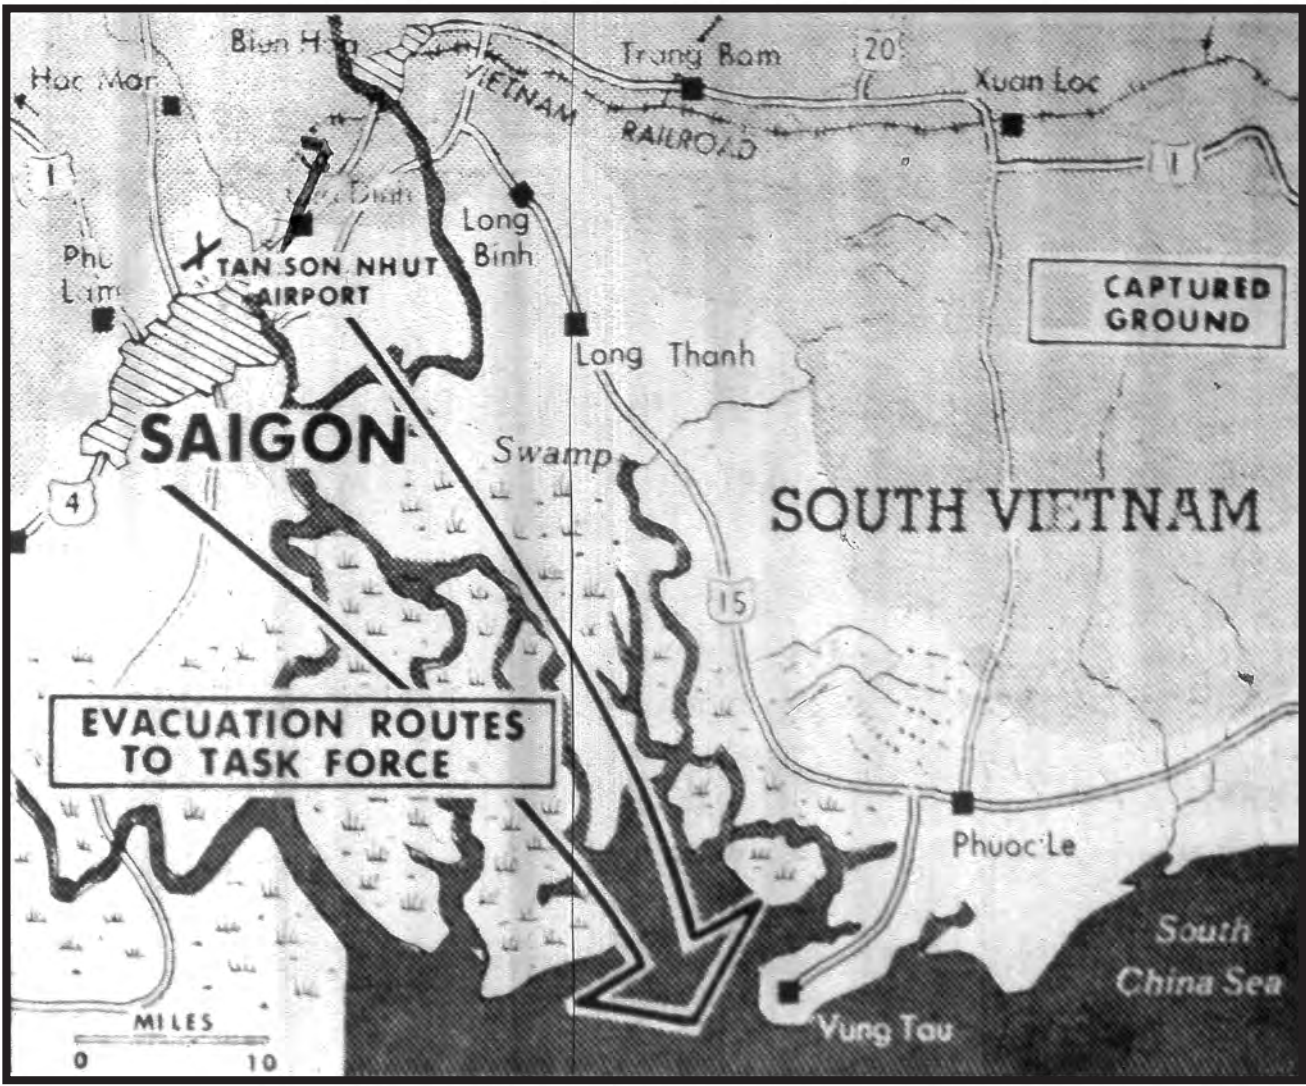 Bien Hoa
Trang Bom
20
Xuan Loc
Hoc Mon
VIETNAM
RAILROAD
1
1
Dinh
Long
Binh
Phu
Lam
TAN SON NHUT
AIRPORT
CAPTURED
GROUND
Long Thanh
SAIGON
Swamp
4
SOUTH VIETNAM
15
EVACUATION ROUTES
TO TASK FORCE
Phuoc Le
South
China Sea
MILES
0 10
Vung Tau